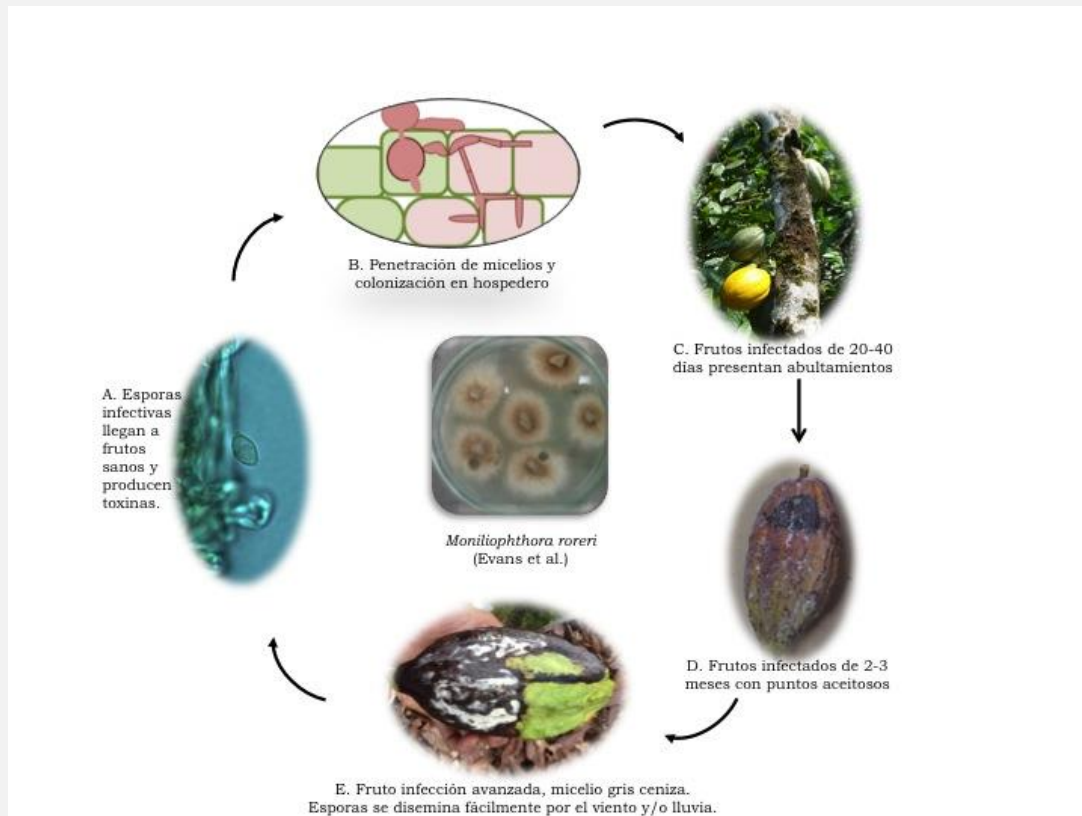 A. Esporas
infectivas
llegan a
frutos
sanos y
producen
toxinas.
B. Penetración de micelios y
colonización en hospedero
C. Frutos infectados de 20-40
días presentan abultamientos
D. Frutos infectados de 2-3
meses con puntos aceitosos
E. Fruto infección avanzada, micelio gris ceniza.
Esporas se disemina fácilmente por el viento y/o lluvia.
Moniliophthora roreri
(Evans et al.)